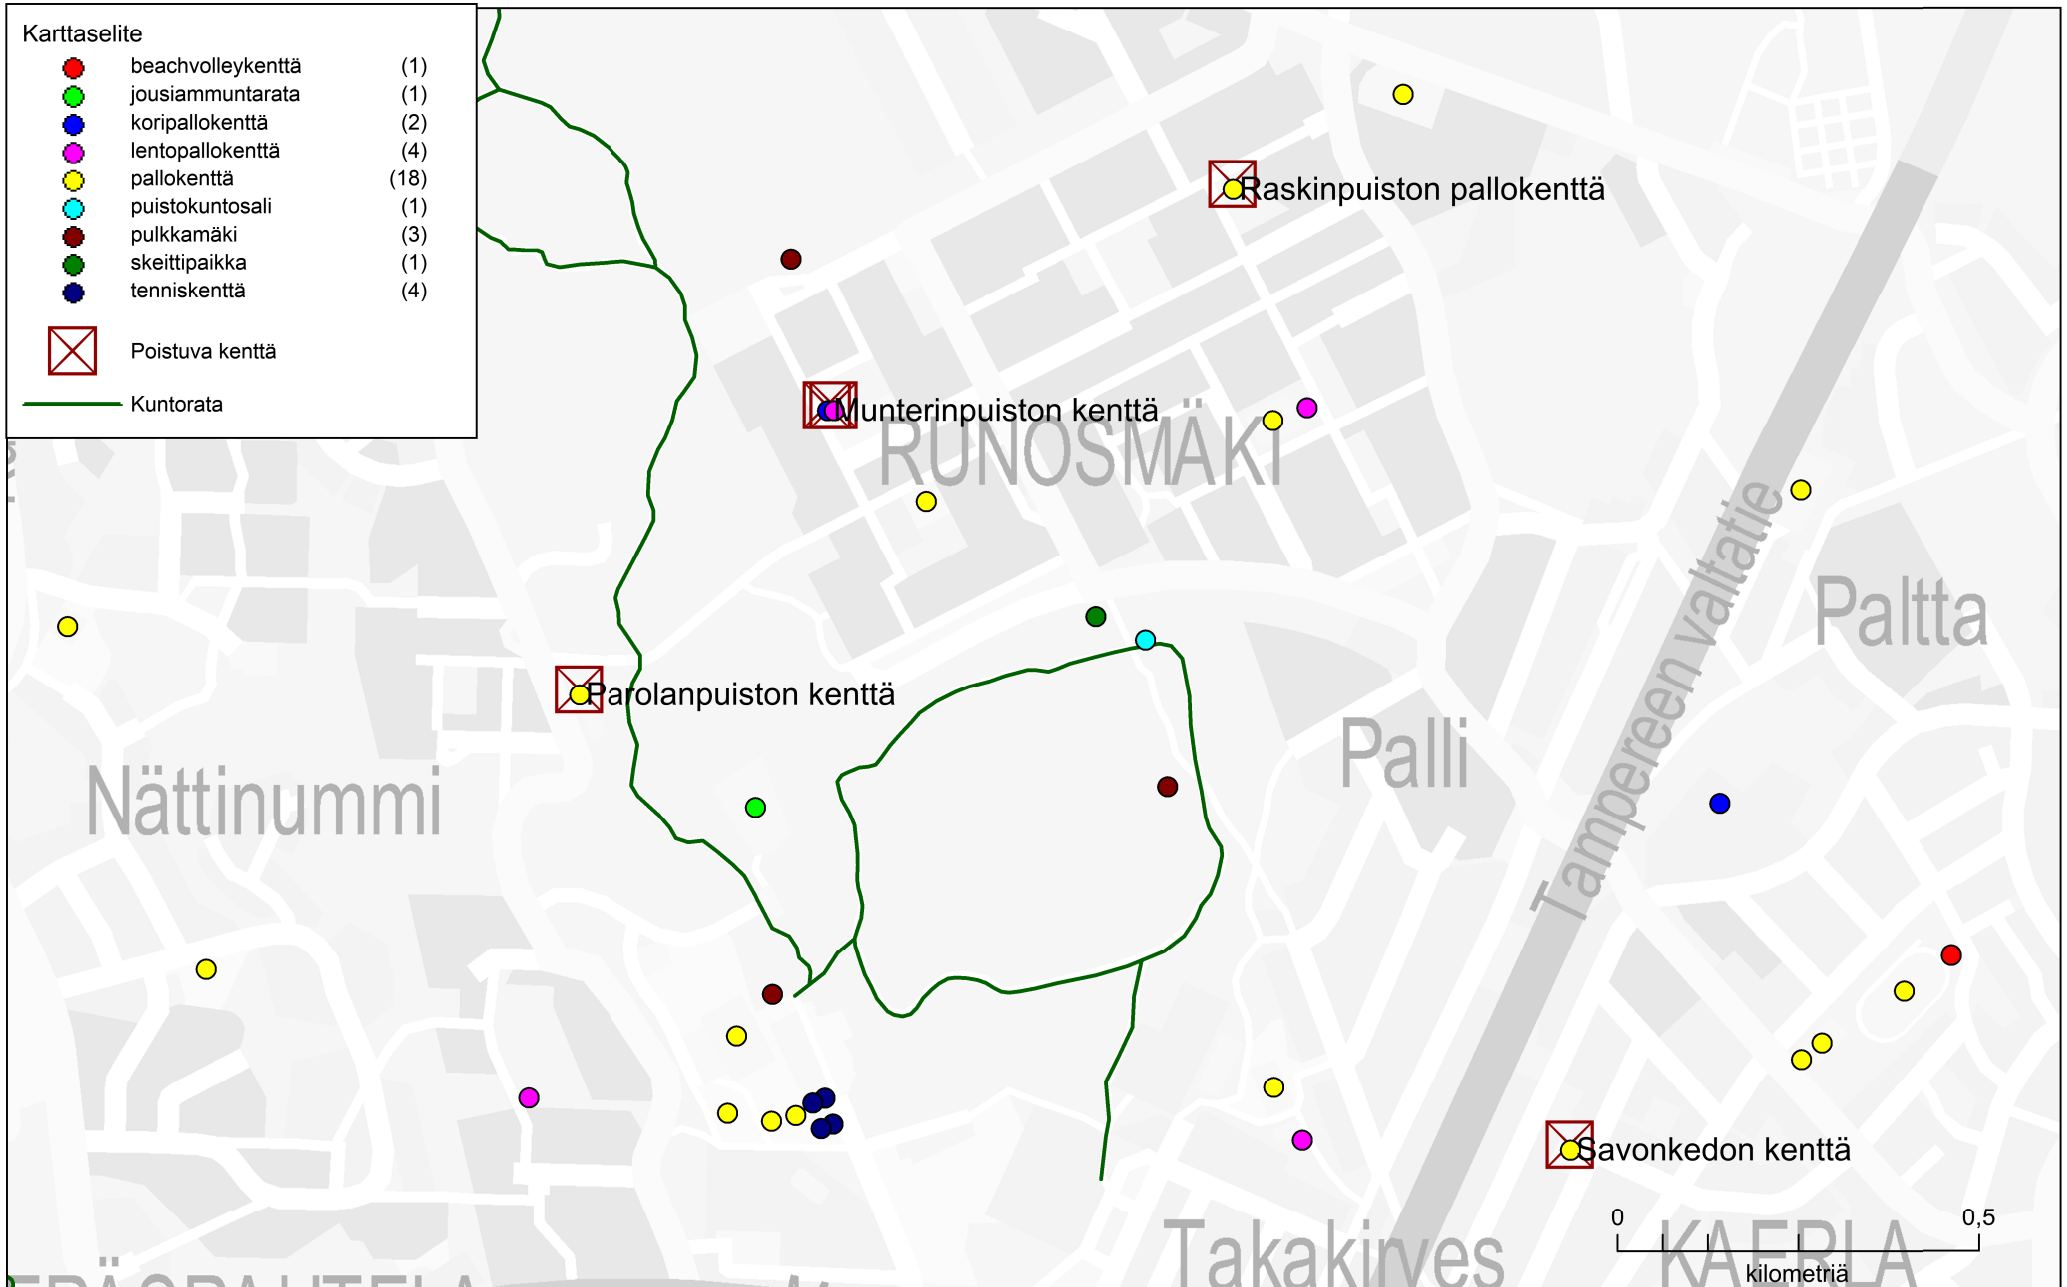 Karttaselite
beachvolleykenttä (1)
jousiammuntarata (1)
koripallokenttä (2)
lentopallokenttä (4)
pallokenttä (18)
puistokuntosali (1)
pulkkamäki (3)
skeittipaikka (1)
tenniskenttä (4)
Poistuva kenttä
Kuntorata
Raskinpuiston pallokenttä
Munterinpuiston kenttä
RUNOSMÄKI
Tampereen valtatie
Paltta
Parolanpuiston kenttä
Palli
Nättinummi
Savonkedon kenttä
0 0,5
kilometriä
Takakirves
KAERLA